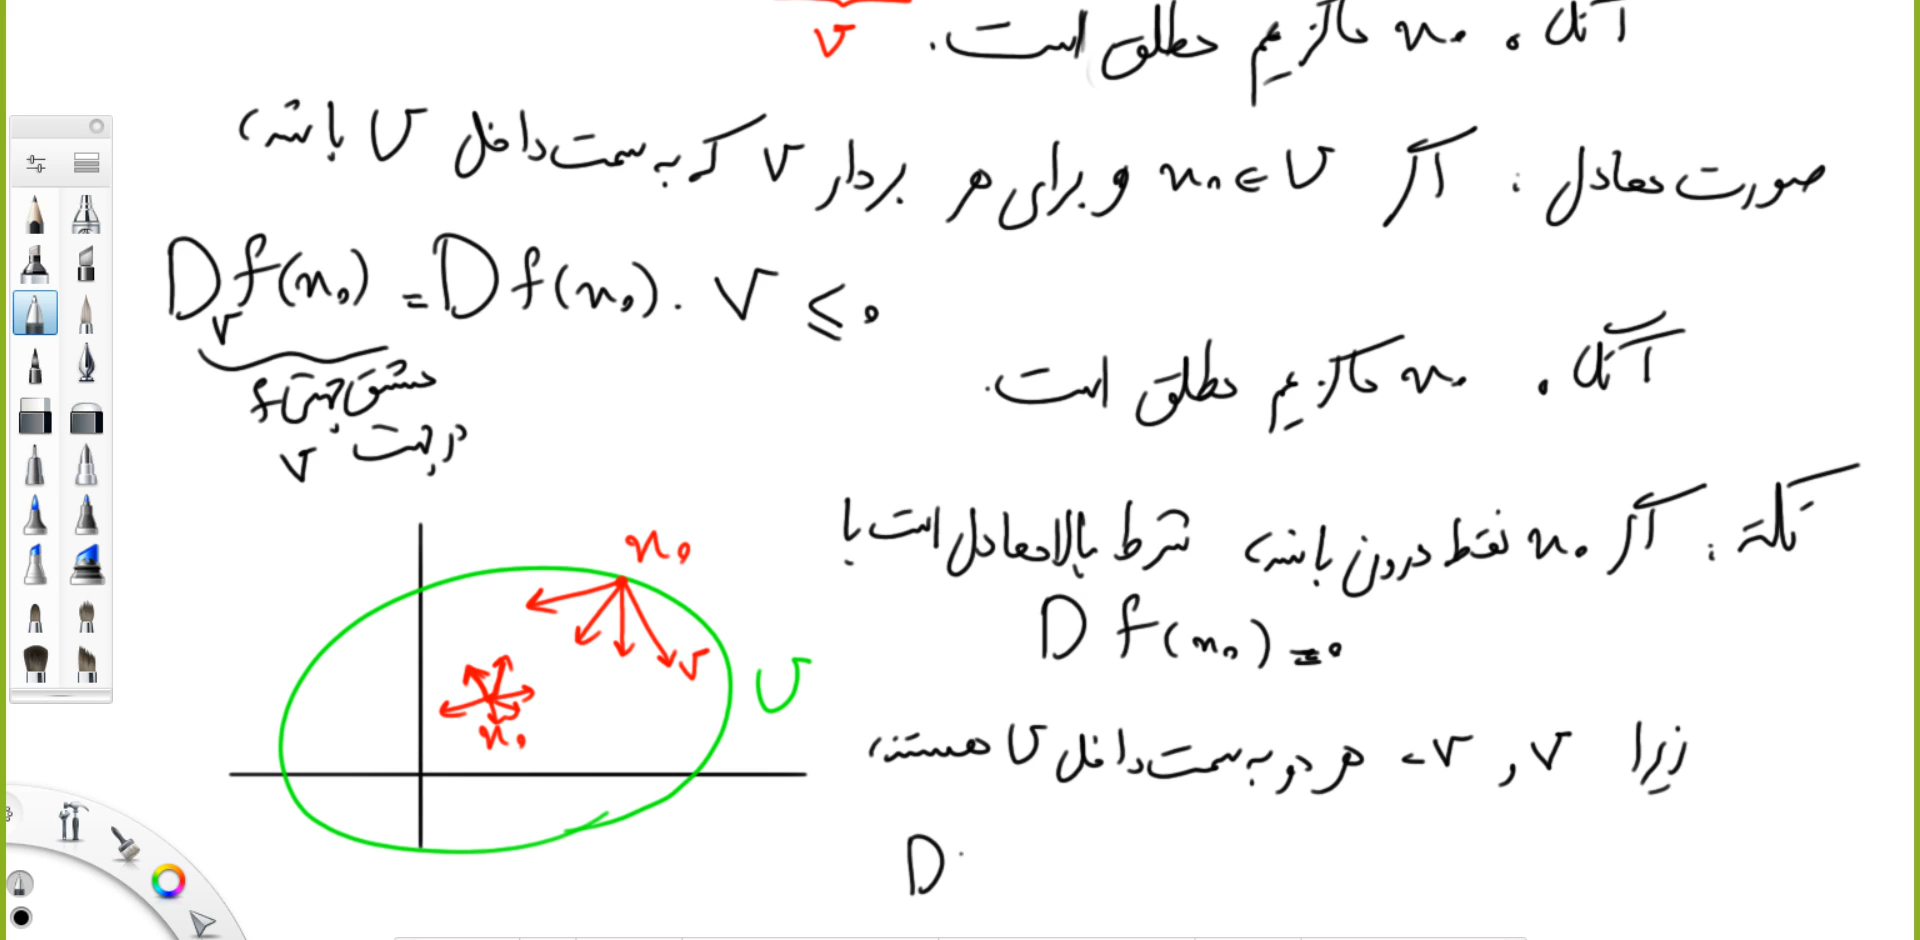 آنگاه x₀ ماکزیمم مطلق است.
v
صورت معادل: اگر x₀ ∈ U و برای هر بردار v که به سمت داخل U باشد،
D_v f(x₀) = Df(x₀) . v ≤ 0
مشتق جهتی f
در جهت v
آنگاه x₀ ماکزیمم مطلق است.
نکته: اگر x₀ نقطه درون باشد، شرط بالا معادل است با
Df(x₀) = 0
زیرا v و -v هر دو به سمت داخل U هستند،
D
x₀
v
U
x₀